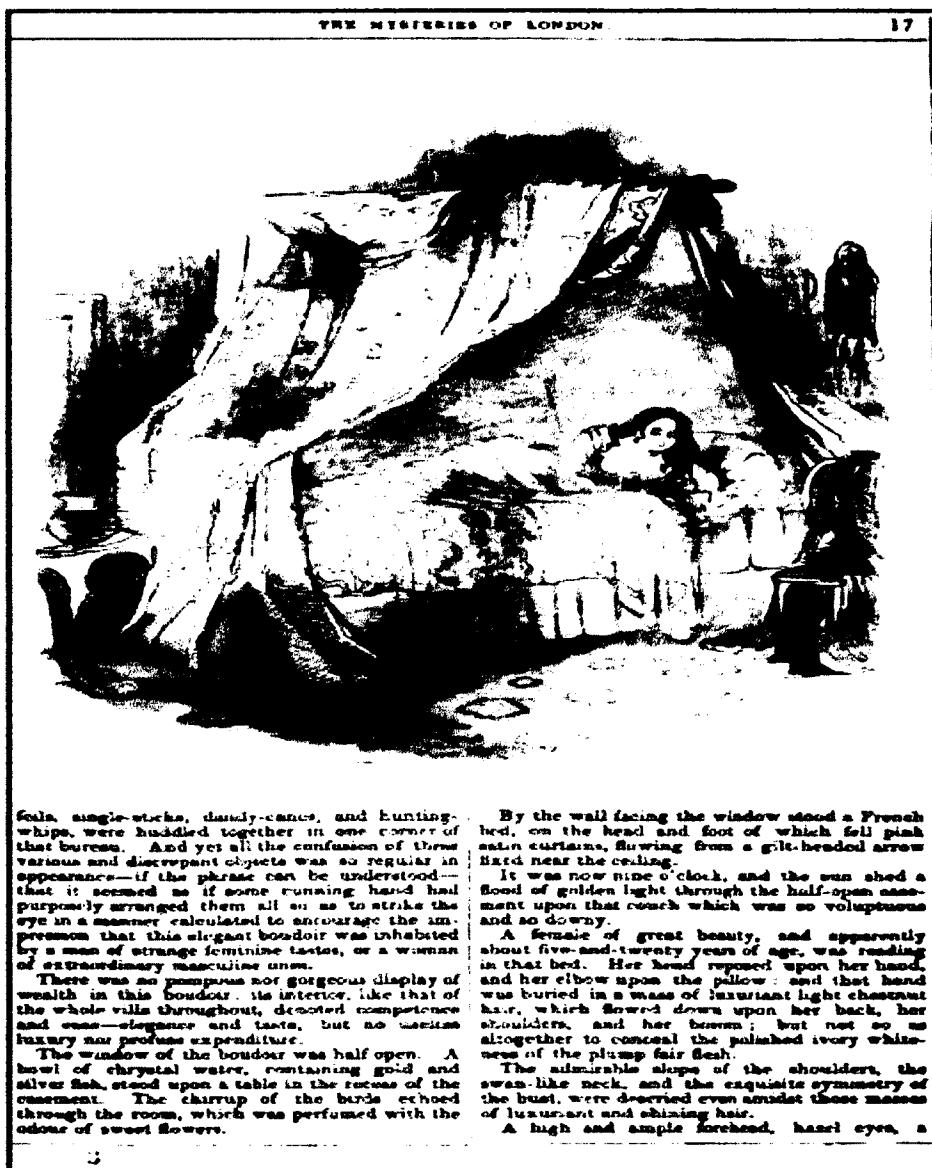 THE MYSTERIES OF LONDON.
17
foils, single-sticks, dandy-canes, and hunting-
whips, were huddled together in one corner of
that bureau. And yet all the confusion of these
various and discrepant objects was so regular in
appearance—if the phrase can be understood—
that it seemed as if some cunning hand had
purposely arranged them all so as to strike the
eye in a manner calculated to encourage the im-
pression that this elegant boudoir was inhabited
by a man of strange feminine tastes, or a woman
of extraordinary masculine ones.
There was no pompous nor gorgeous display of
wealth in this boudoir: its interior, like that of
the whole villa throughout, denoted competence
and ease—elegance and taste, but no useless
luxury nor profuse expenditure.
The window of the boudoir was half open. A
bowl of chrystal water, containing gold and
silver fish, stood upon a table in the recess of the
casement. The chirrup of the birds echoed
through the room, which was perfumed with the
odour of sweet flowers.
By the wall facing the window stood a French
bed, on the head and foot of which fell pink
satin curtains, flowing from a gilt-headed arrow
fixed near the ceiling.
It was now nine o'clock, and the sun shed a
flood of golden light through the half-open case-
ment upon that couch which was so voluptuous
and so downy.
A female of great beauty, and apparently
about five-and-twenty years of age, was reading
in that bed. Her head reposed upon her hand,
and her elbow upon the pillow: and that hand
was buried in a mass of luxuriant light chestnut
hair, which flowed down upon her back, her
shoulders, and her bosom; but not so as
altogether to conceal the polished ivory white-
ness of the plump fair flesh.
The admirable slope of the shoulders, the
swan-like neck, and the exquisite symmetry of
the bust, were descried even amidst those masses
of luxuriant and shining hair.
A high and ample forehead, hazel eyes, a